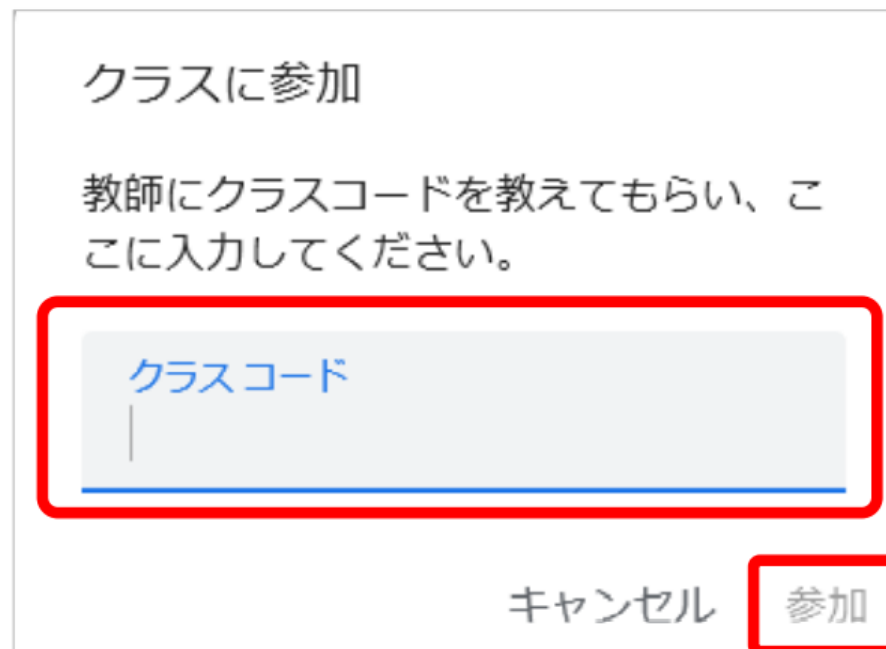 クラスに参加
教師にクラスコードを教えてもらい、こ
こに入力してください。
クラス コード
キャンセル 参加